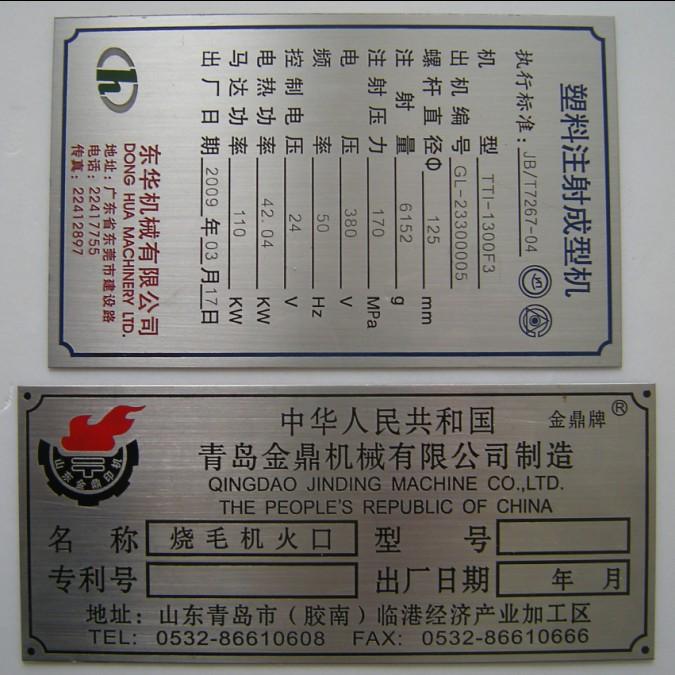 塑料注射成型机
执行标准: JB/T7267-04
机 型 TTI-1300F3
出机编号 GL-23300005
螺杆直径Φ 125 mm
注射量 6152 g
注射压力 170 MPa
电 压 380 V
频 率 50 Hz
控制电压 24 V
电热功率 42.04 KW
马达功率 110 KW
出厂日期 2009 年 03 月 17 日
h
东华机械有限公司
DONG HUA MACHINERY LTD.
地址: 广东省东莞市建设路
电话: 22417755
传真: 22412897
中华人民共和国
金鼎牌®
青岛金鼎机械有限公司制造
QINGDAO JINDING MACHINE CO.,LTD.
THE PEOPLE'S REPUBLIC OF CHINA
名 称 烧毛机火口 型 号
专利号 出厂日期 年 月
地址: 山东青岛市（胶南）临港经济产业加工区
TEL: 0532-86610608 FAX: 0532-86610666